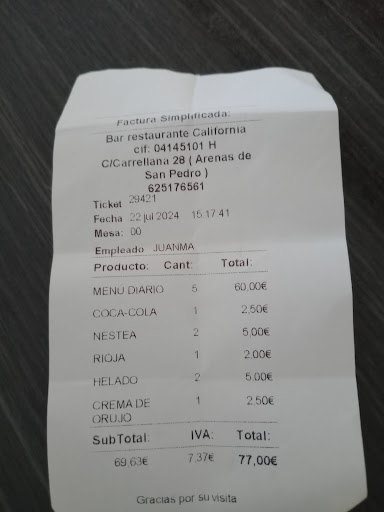 Factura Simplificada:
Bar restaurante California
cif: 04145101 H
C/Carrellana 28 ( Arenas de
San Pedro )
625176561
Ticket 29421
Fecha 22 jul 2024 15:17:41
Mesa: 00
Empleado JUANMA
Producto: Cant: Total:
MENU DIARIO 5 60,00€
COCA-COLA 1 2,50€
NESTEA 2 5,00€
RIOJA 1 2,00€
HELADO 2 5,00€
CREMA DE 1 2,50€
ORUJO
SubTotal: IVA: Total:
69,63€ 7,37€ 77,00€
Gracias por su visita